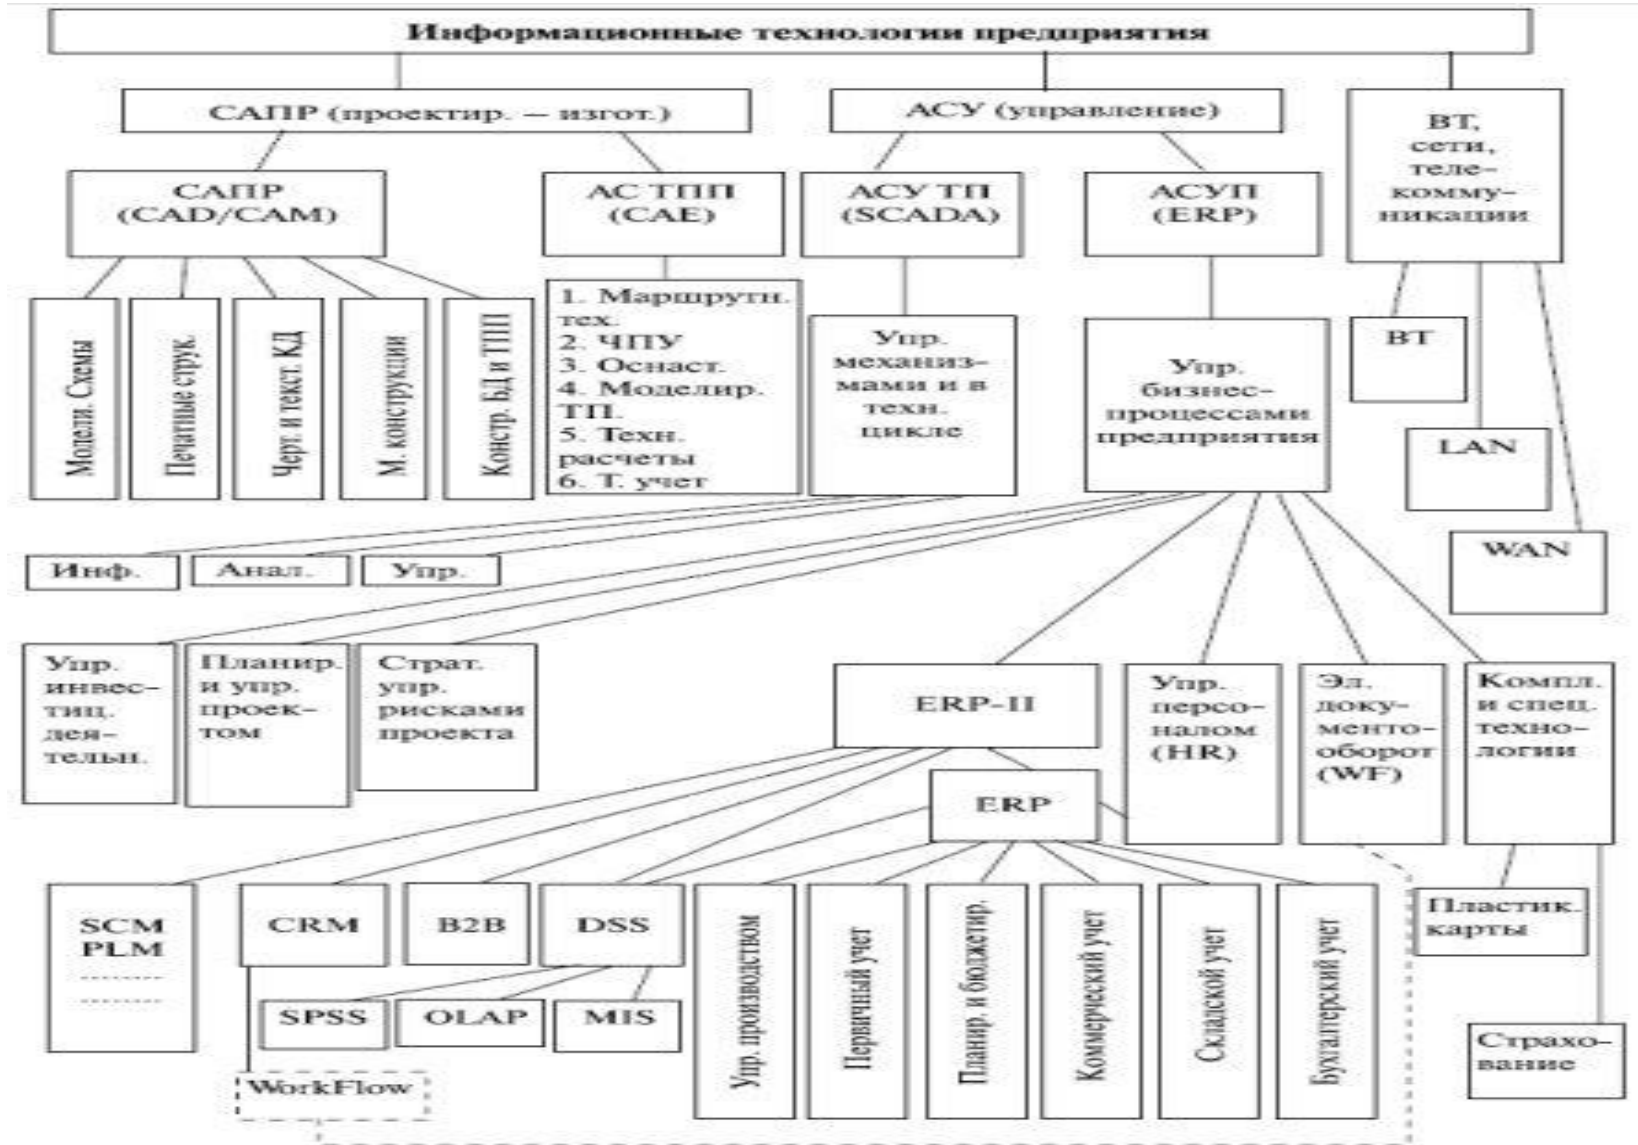 Информационные технологии предприятия
САПР (проектир. – изгот.)
АСУ (управление)
ВТ,
сети,
теле-
комму-
никации
САПР
(CAD/CAM)
АС ТПП
(CAE)
АСУ ТП
(SCADA)
АСУП
(ERP)
Модели. Схемы
Печатные струк.
Черт. и текст. КД
М. конструкции
Констр. БД и ТПП
1. Маршрутн.
тех.
2. ЧПУ
3. Оснаст.
4. Моделир.
ТП.
5. Техн.
расчеты
6. Т. учет
Упр.
механиз-
мами и в
техн.
цикле
Упр.
бизнес-
процессами
предприятия
ВТ
LAN
WAN
Инф.
Анал.
Упр.
Упр.
инвес-
тиц.
дея-
тельн.
Планир.
и упр.
проек-
том
Страт.
упр.
рисками
проекта
ERP-II
Упр.
персо-
налом
(HR)
Эл.
доку-
менто-
оборот
(WF)
Компл.
и спец.
техно-
логии
ERP
SCM
PLM
CRM
B2B
DSS
SPSS
OLAP
MIS
WorkFlow
Упр. производством
Первичный учет
Планир. и бюджетир.
Коммерческий учет
Складской учет
Бухгалтерский учет
Пластик.
карты
Страхо-
вание